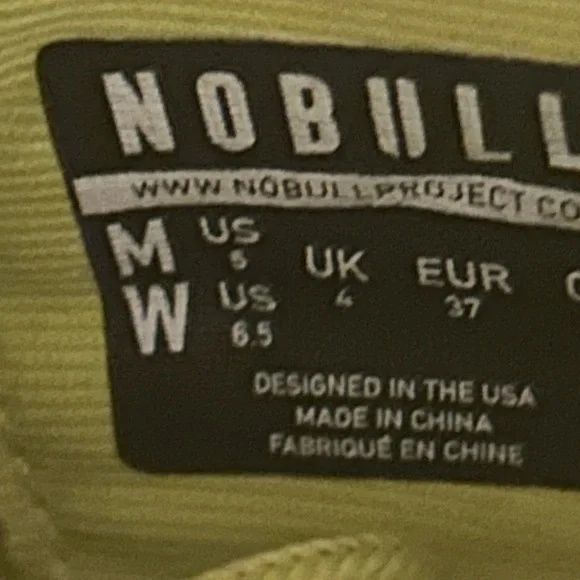 NOBULL
WWW.NOBULLPROJECT.CO
M US 5 UK 4 EUR 37 C
W US 6.5
DESIGNED IN THE USA
MADE IN CHINA
FABRIQUÉ EN CHINE